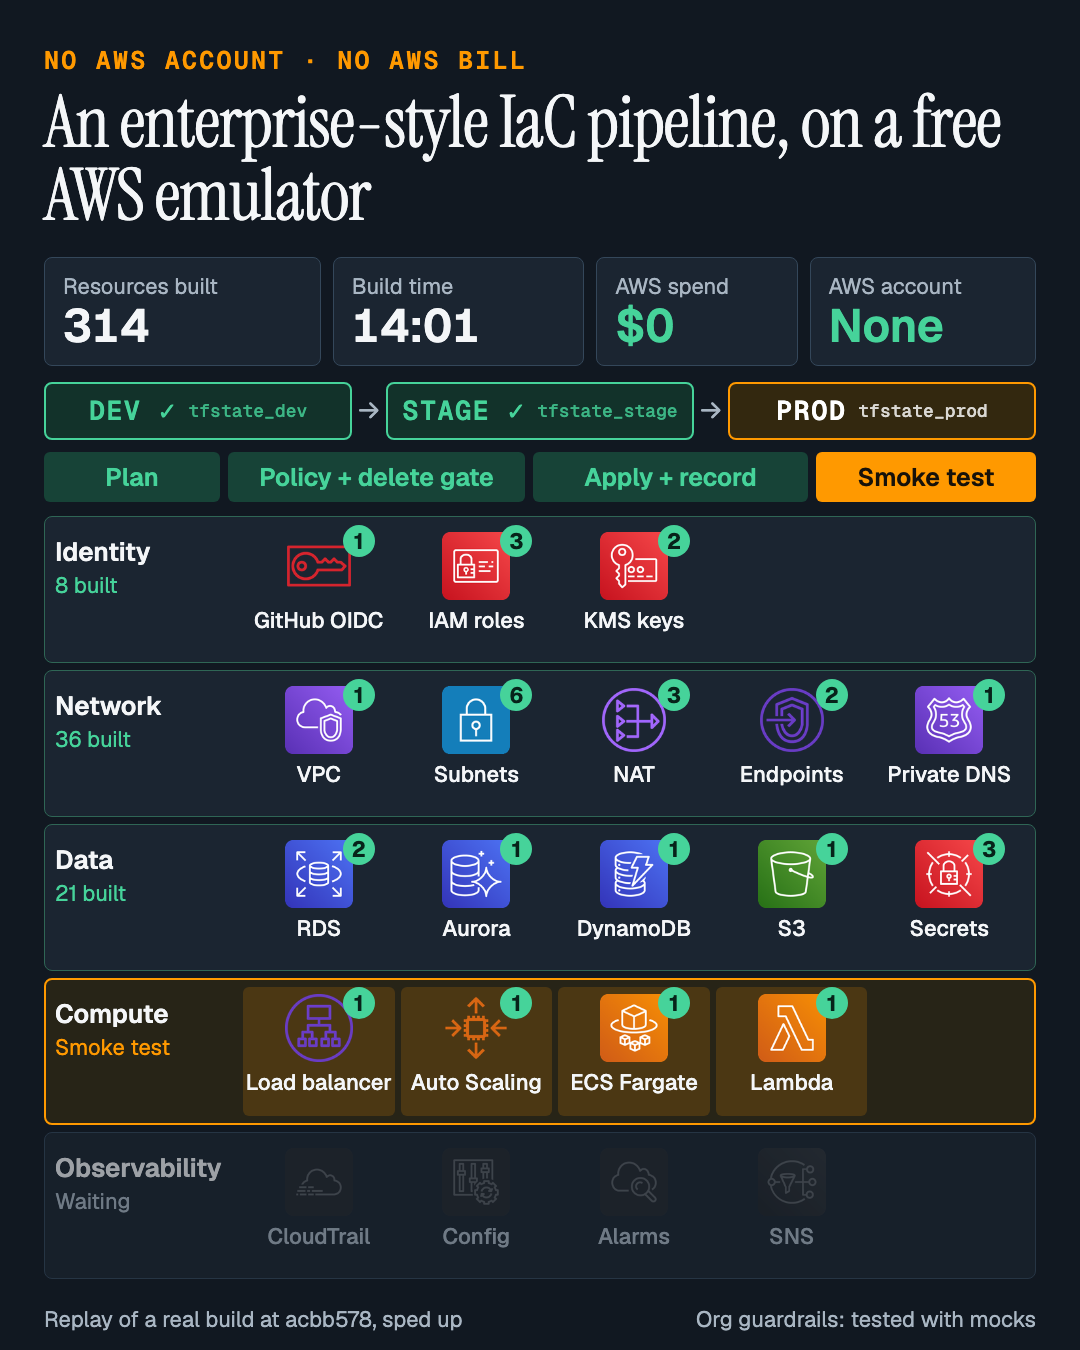 NO AWS ACCOUNT · NO AWS BILL
An enterprise-style IaC pipeline, on a free
AWS emulator
Resources built
314
Build time
14:01
AWS spend
$0
AWS account
None
DEV ✓ tfstate_dev
→
STAGE ✓ tfstate_stage
→
PROD tfstate_prod
Plan
Policy + delete gate
Apply + record
Smoke test
Identity
8 built
1
GitHub OIDC
3
IAM roles
2
KMS keys
Network
36 built
1
VPC
6
Subnets
3
NAT
2
Endpoints
53
1
Private DNS
Data
21 built
2
RDS
1
Aurora
1
DynamoDB
1
S3
3
Secrets
Compute
Smoke test
1
Load balancer
1
Auto Scaling
1
ECS Fargate
1
Lambda
Observability
Waiting
CloudTrail
Config
Alarms
SNS
Replay of a real build at acbb578, sped up
Org guardrails: tested with mocks